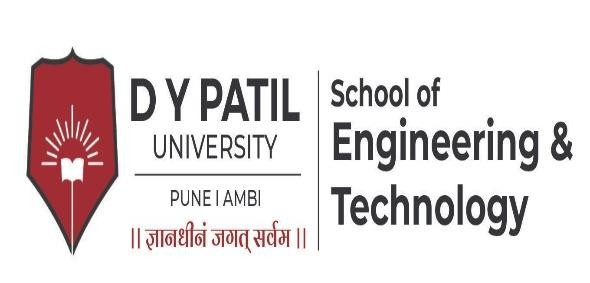 D Y PATIL
UNIVERSITY
PUNE I AMBI
|| ज्ञानधीनं जगत् सर्वम ||
School of
Engineering &
Technology